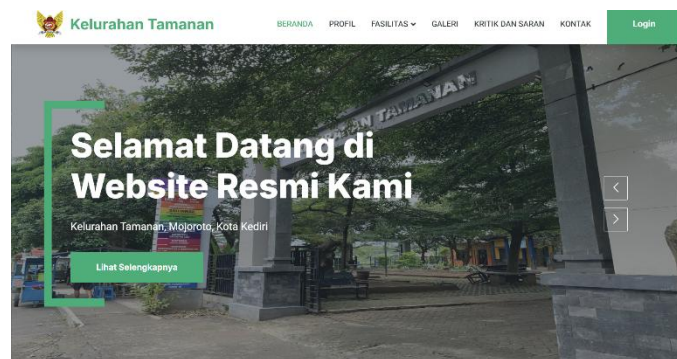 Kelurahan Tamanan
BERANDA PROFIL FASILITAS GALERI KRITIK DAN SARAN KONTAK Login
TAMANAN
Selamat Datang di
Website Resmi Kami
Kelurahan Tamanan, Mojoroto, Kota Kediri
Lihat Selengkapnya